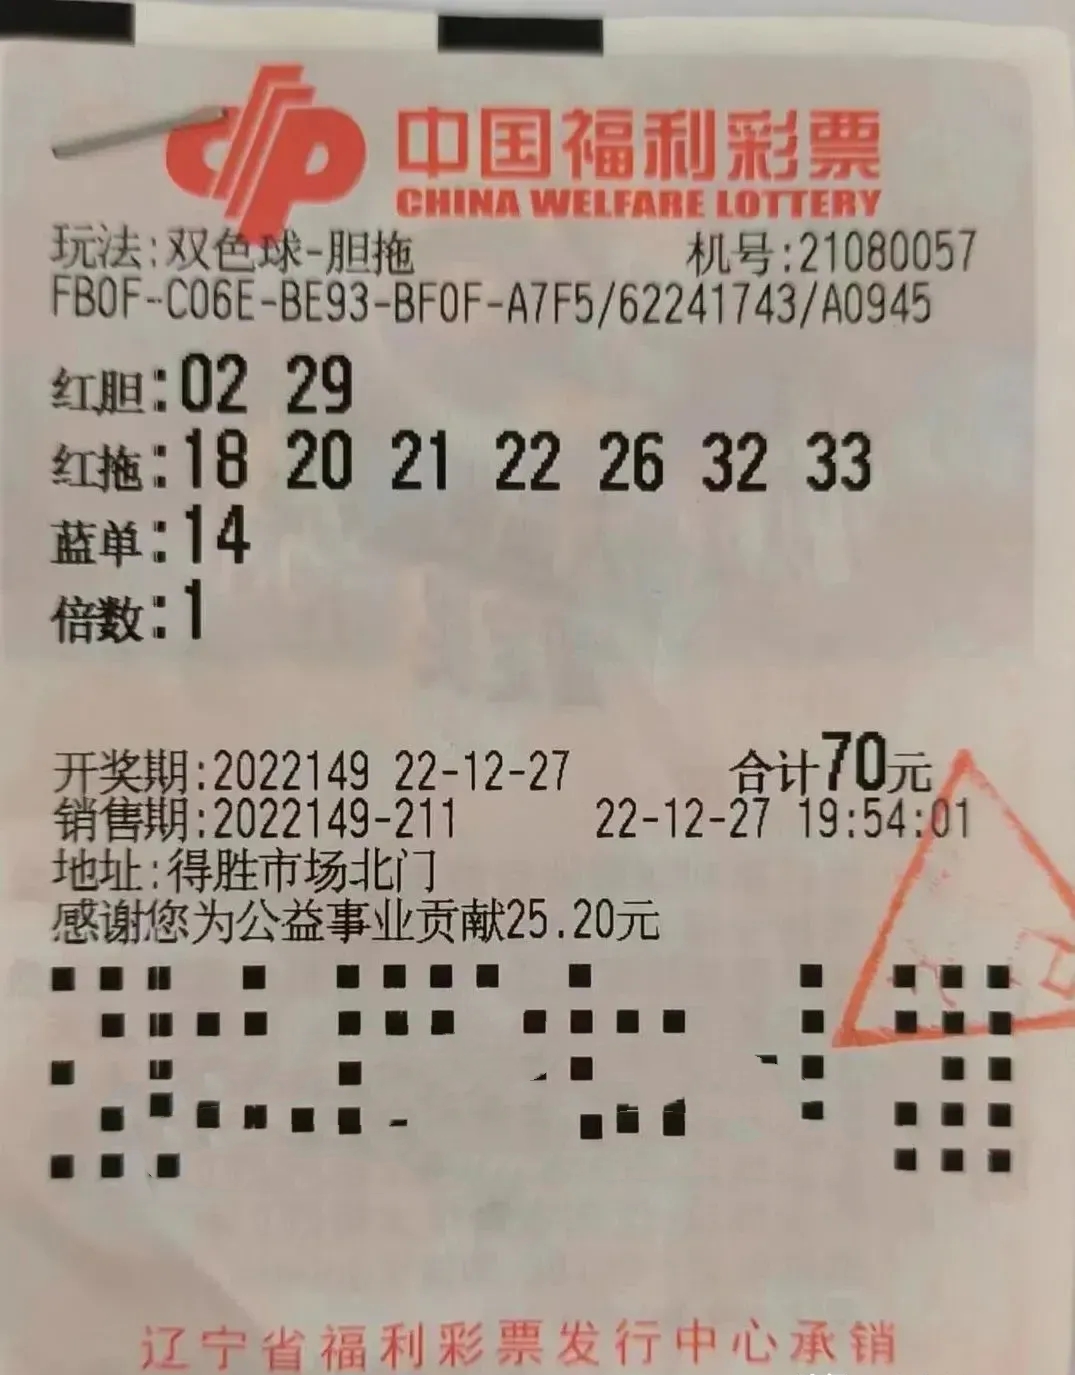 中国福利彩票
CHINA WELFARE LOTTERY
玩法:双色球-胆拖 机号:21080057
FB0F-C06E-BE93-BF0F-A7F5/62241743/A0945
红胆:02 29
红拖:18 20 21 22 26 32 33
蓝单:14
倍数:1
开奖期:2022149 22-12-27 合计70元
销售期:2022149-211 22-12-27 19:54:01
地址:得胜市场北门
感谢您为公益事业贡献25.20元
辽宁省福利彩票发行中心承销